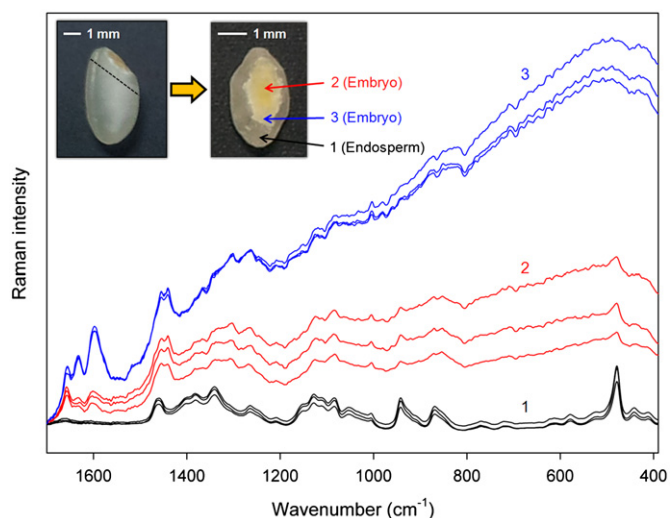 1 mm
1 mm
2 (Embryo)
3 (Embryo)
1 (Endosperm)
3
2
1
Raman intensity
1600
1400
1200
1000
800
600
400
Wavenumber (cm⁻¹)